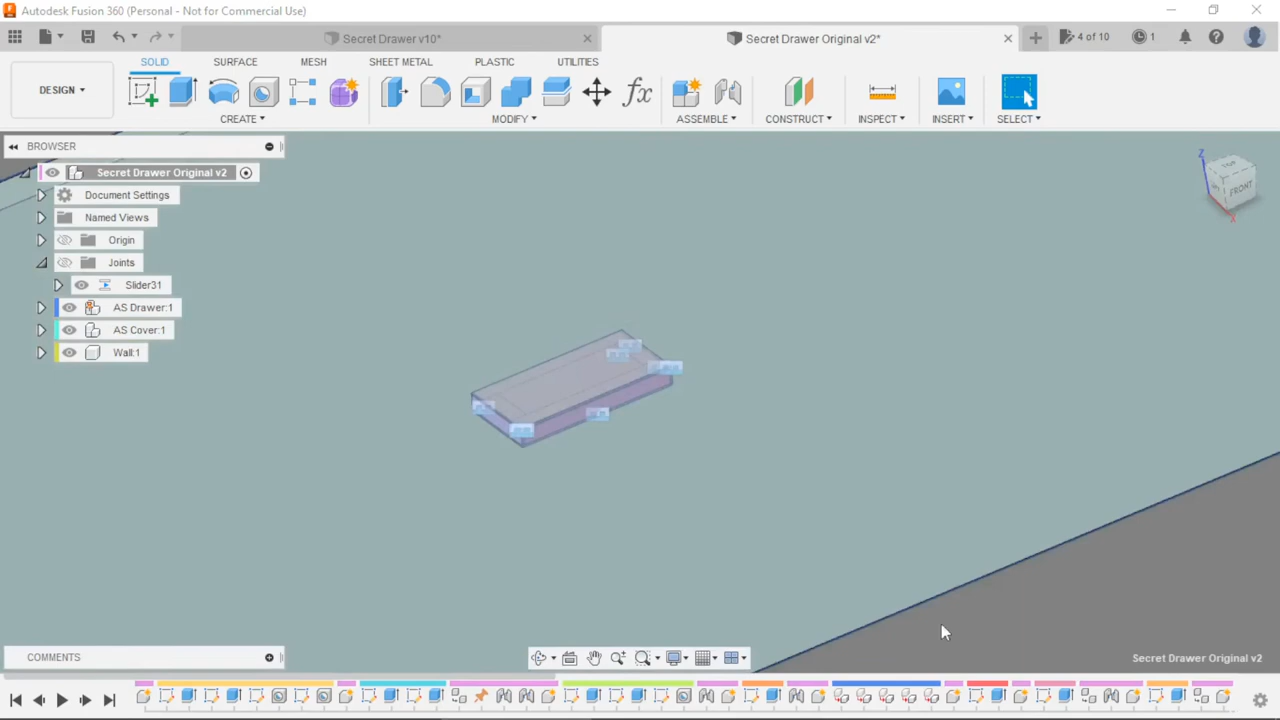 Autodesk Fusion 360 (Personal - Not for Commercial Use)
Secret Drawer v10*
Secret Drawer Original v2*
4 of 10
1
SOLID
SURFACE
MESH
SHEET METAL
PLASTIC
UTILITIES
DESIGN
CREATE
MODIFY
ASSEMBLE
CONSTRUCT
INSPECT
INSERT
SELECT
BROWSER
Secret Drawer Original v2
Document Settings
Named Views
Origin
Joints
Slider31
AS Drawer:1
AS Cover:1
Wall:1
Z
TOP
FRONT
X
COMMENTS
Secret Drawer Original v2